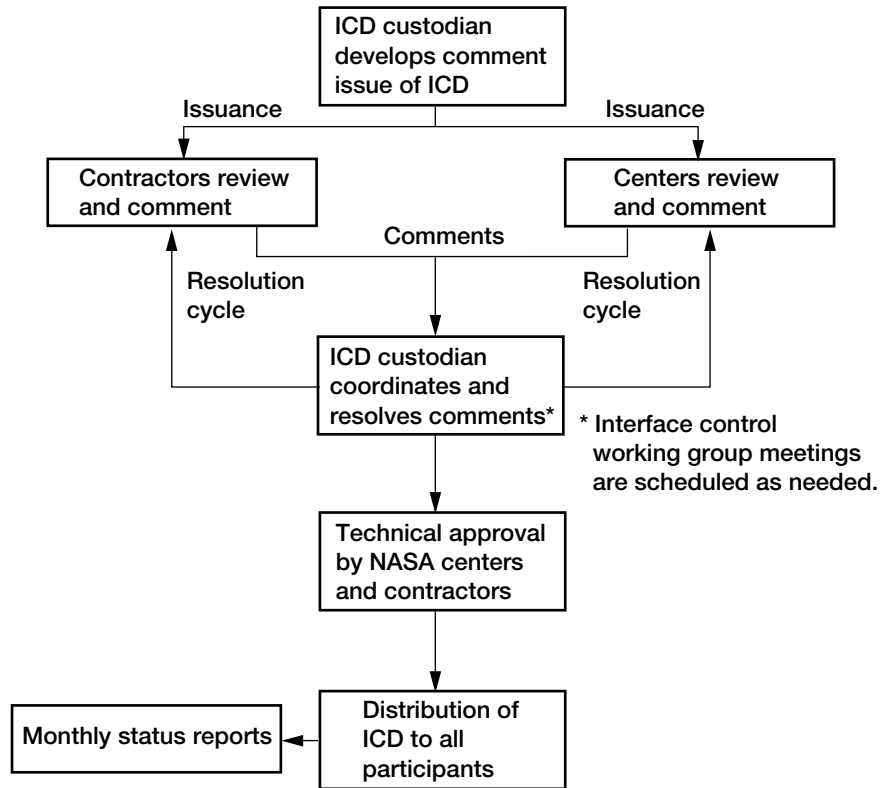 ICD custodian
develops comment
issue of ICD
Issuance
Issuance
Contractors review
and comment
Centers review
and comment
Comments
Resolution
cycle
Resolution
cycle
ICD custodian
coordinates and
resolves comments*
* Interface control
working group meetings
are scheduled as needed.
Technical approval
by NASA centers
and contractors
Distribution of
ICD to all
participants
Monthly status reports